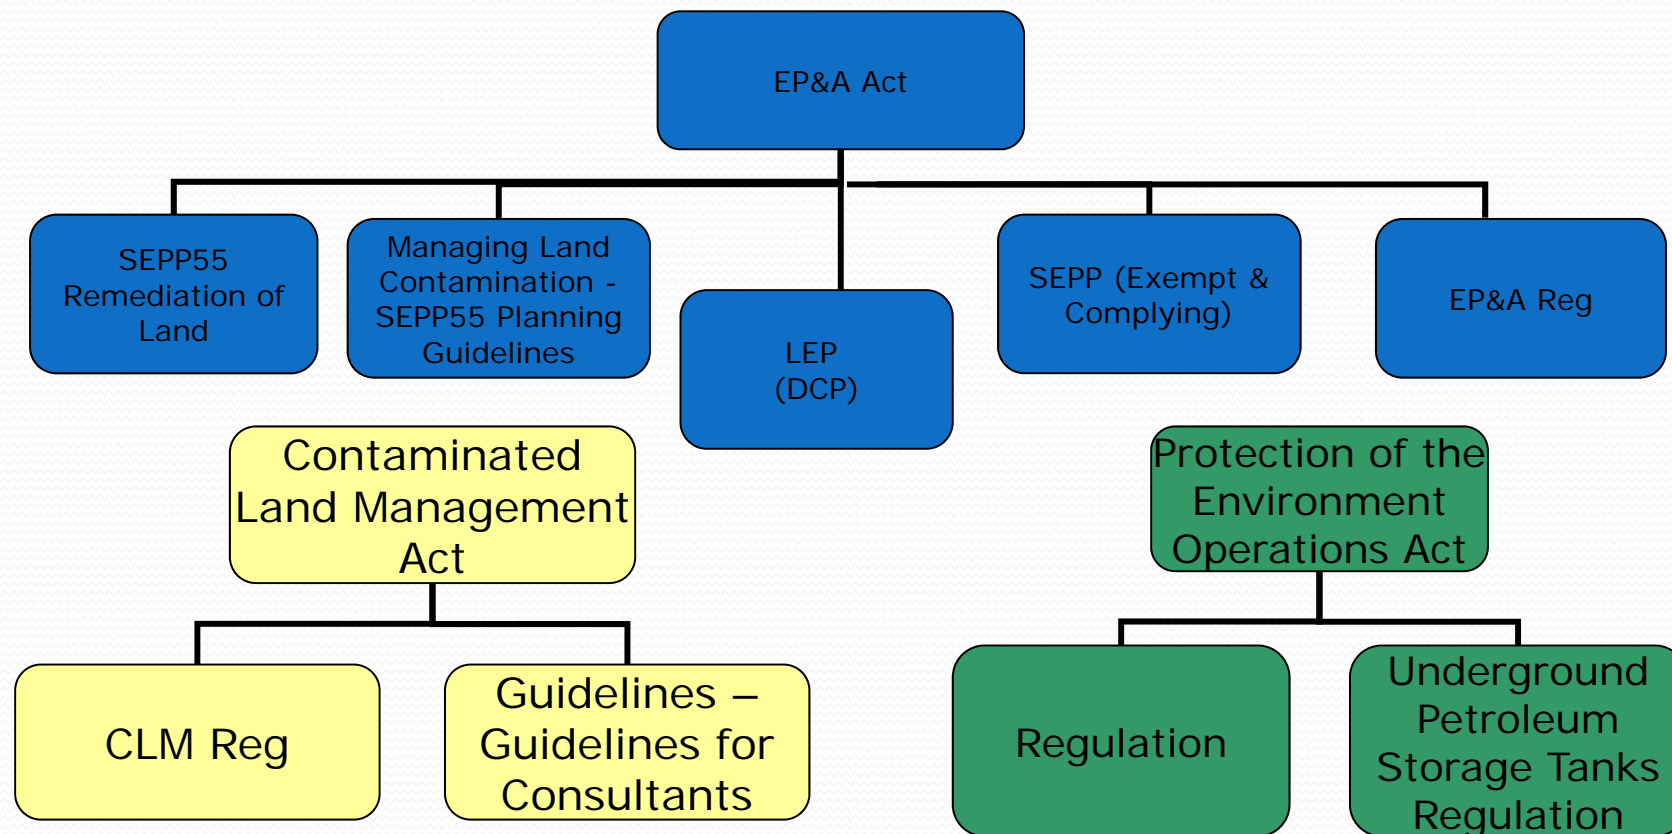 EP&A Act
SEPP55
Remediation of
Land
Managing Land
Contamination -
SEPP55 Planning
Guidelines
LEP
(DCP)
SEPP (Exempt &
Complying)
EP&A Reg
Contaminated
Land Management
Act
Protection of the
Environment
Operations Act
CLM Reg
Guidelines –
Guidelines for
Consultants
Regulation
Underground
Petroleum
Storage Tanks
Regulation